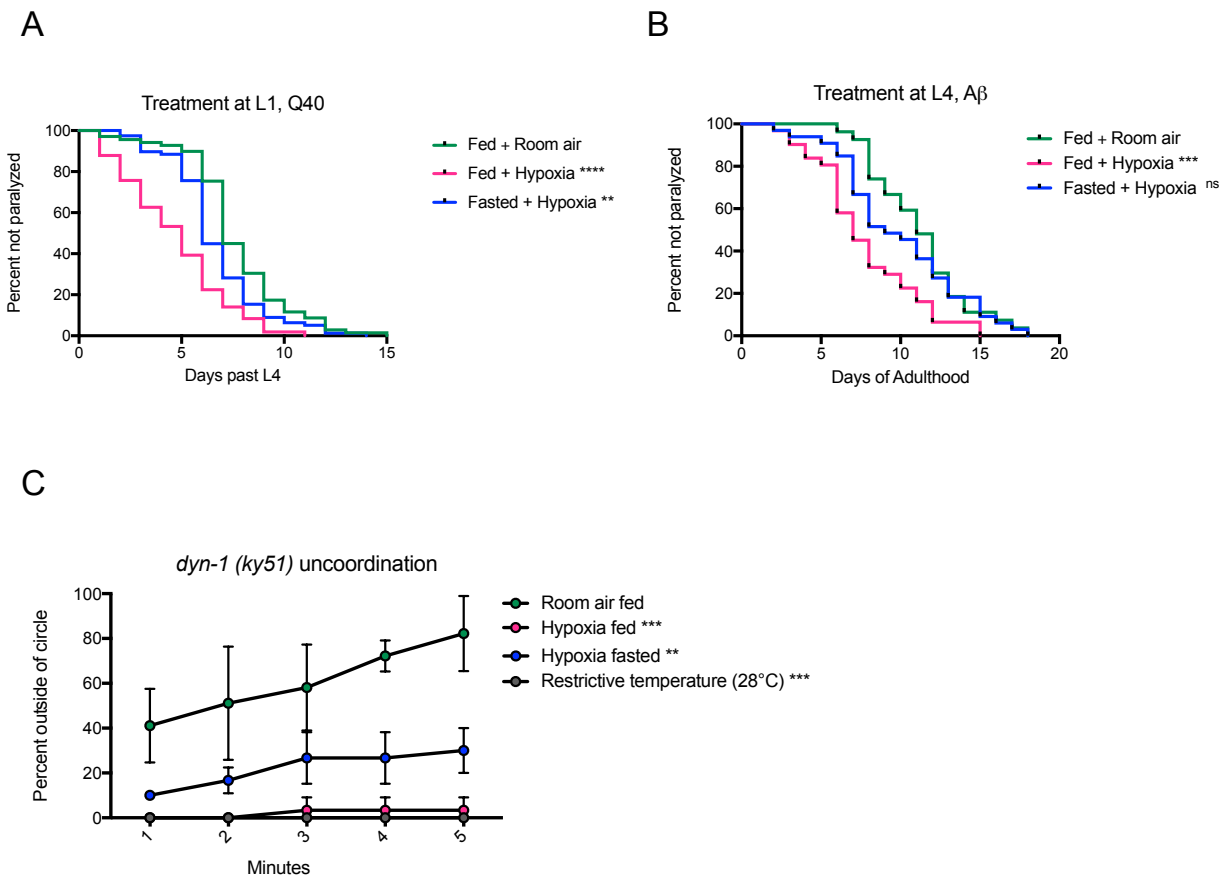 A
Treatment at L1, Q40
Percent not paralyzed
100
80
60
40
20
0
0
5
10
15
Days past L4
Fed + Room air
Fed + Hypoxia ****
Fasted + Hypoxia **
B
Treatment at L4, Aβ
Percent not paralyzed
100
80
60
40
20
0
0
5
10
15
20
Days of Adulthood
Fed + Room air
Fed + Hypoxia ***
Fasted + Hypoxia ns
C
dyn-1 (ky51) uncoordination
Percent outside of circle
100
80
60
40
20
0
1
2
3
4
5
Minutes
Room air fed
Hypoxia fed ***
Hypoxia fasted **
Restrictive temperature (28°C) ***